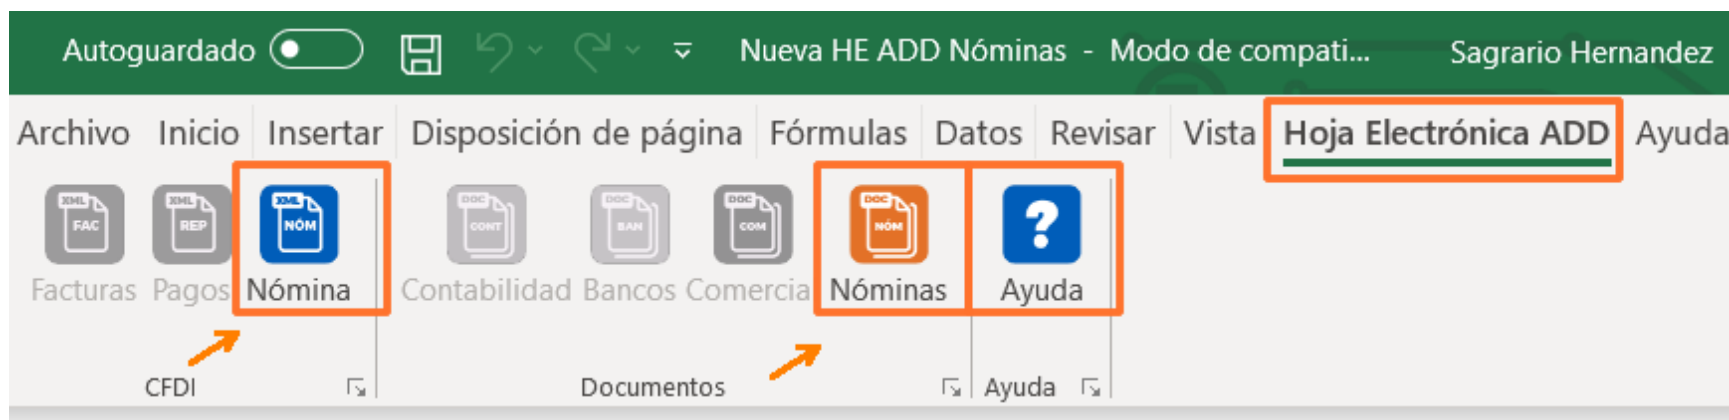 Autoguardado Nueva HE ADD Nóminas - Modo de compati... Sagrario Hernandez
Archivo Inicio Insertar Disposición de página Fórmulas Datos Revisar Vista Hoja Electrónica ADD Ayuda
XML XML XML DOC DOC DOC DOC
FAC REP NÓM CONT BAN COM NÓM ?
Facturas Pagos Nómina Contabilidad Bancos Comercia Nóminas Ayuda
CFDI Documentos Ayuda